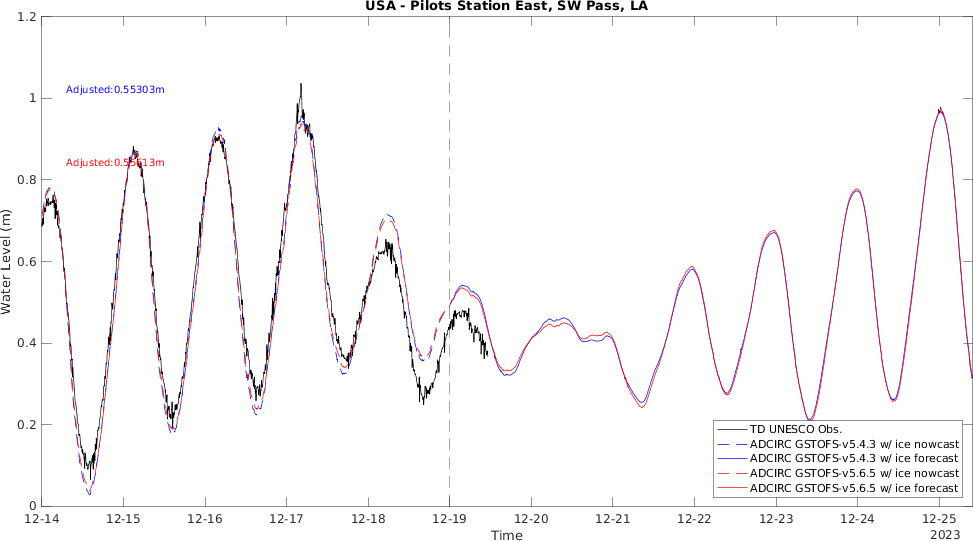 USA - Pilots Station East, SW Pass, LA
1.2
1
0.8
0.6
0.4
0.2
0
Water Level (m)
Adjusted:0.55303m
TD UNESCO Obs.
ADCIRC GSTOFS-v5.4.3 w/ ice nowcast
ADCIRC GSTOFS-v5.4.3 w/ ice forecast
ADCIRC GSTOFS-v5.6.5 w/ ice nowcast
ADCIRC GSTOFS-v5.6.5 w/ ice forecast
12-14 12-15 12-16 12-17 12-18 12-19 12-20 12-21 12-22 12-23 12-24 12-25
Time
2023